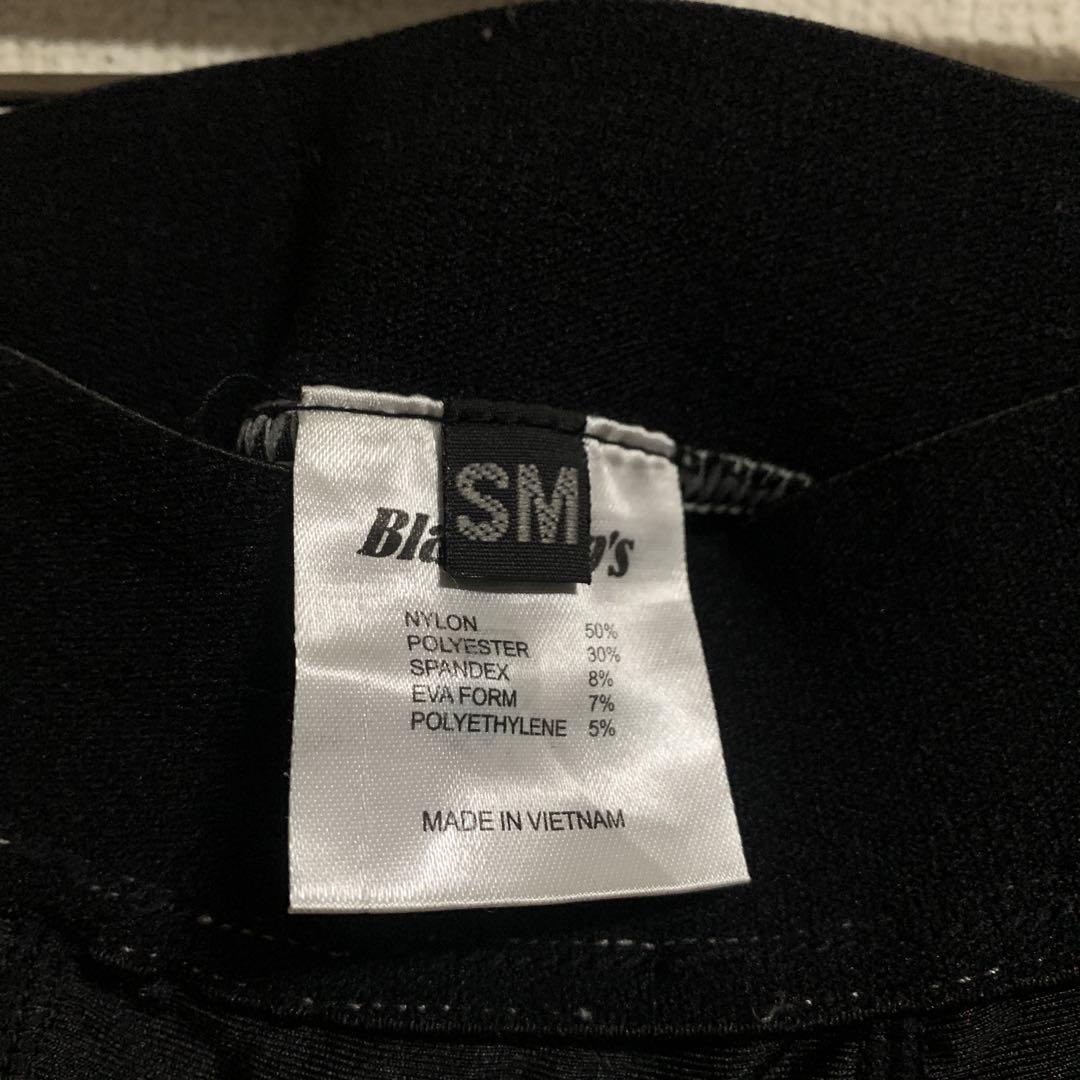 SM
NYLON 50%
POLYESTER 30%
SPANDEX 8%
EVA FORM 7%
POLYETHYLENE 5%
MADE IN VIETNAM